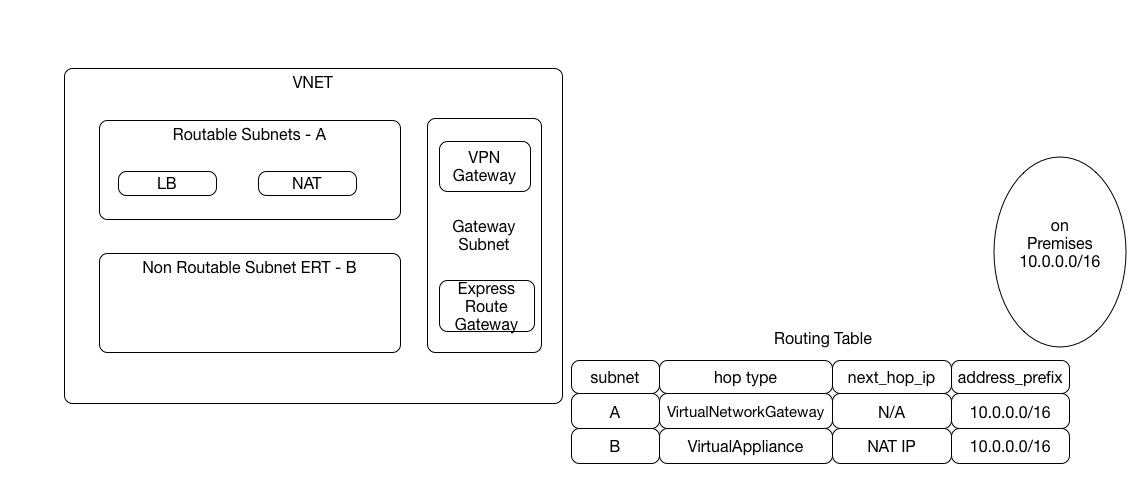 VNET
Routable Subnets - A
LB
NAT
Non Routable Subnet ERT - B
VPN
Gateway
Gateway
Subnet
Express
Route
Gateway
on
Premises
10.0.0.0/16
Routing Table
subnet hop type next_hop_ip address_prefix
A VirtualNetworkGateway N/A 10.0.0.0/16
B VirtualAppliance NAT IP 10.0.0.0/16